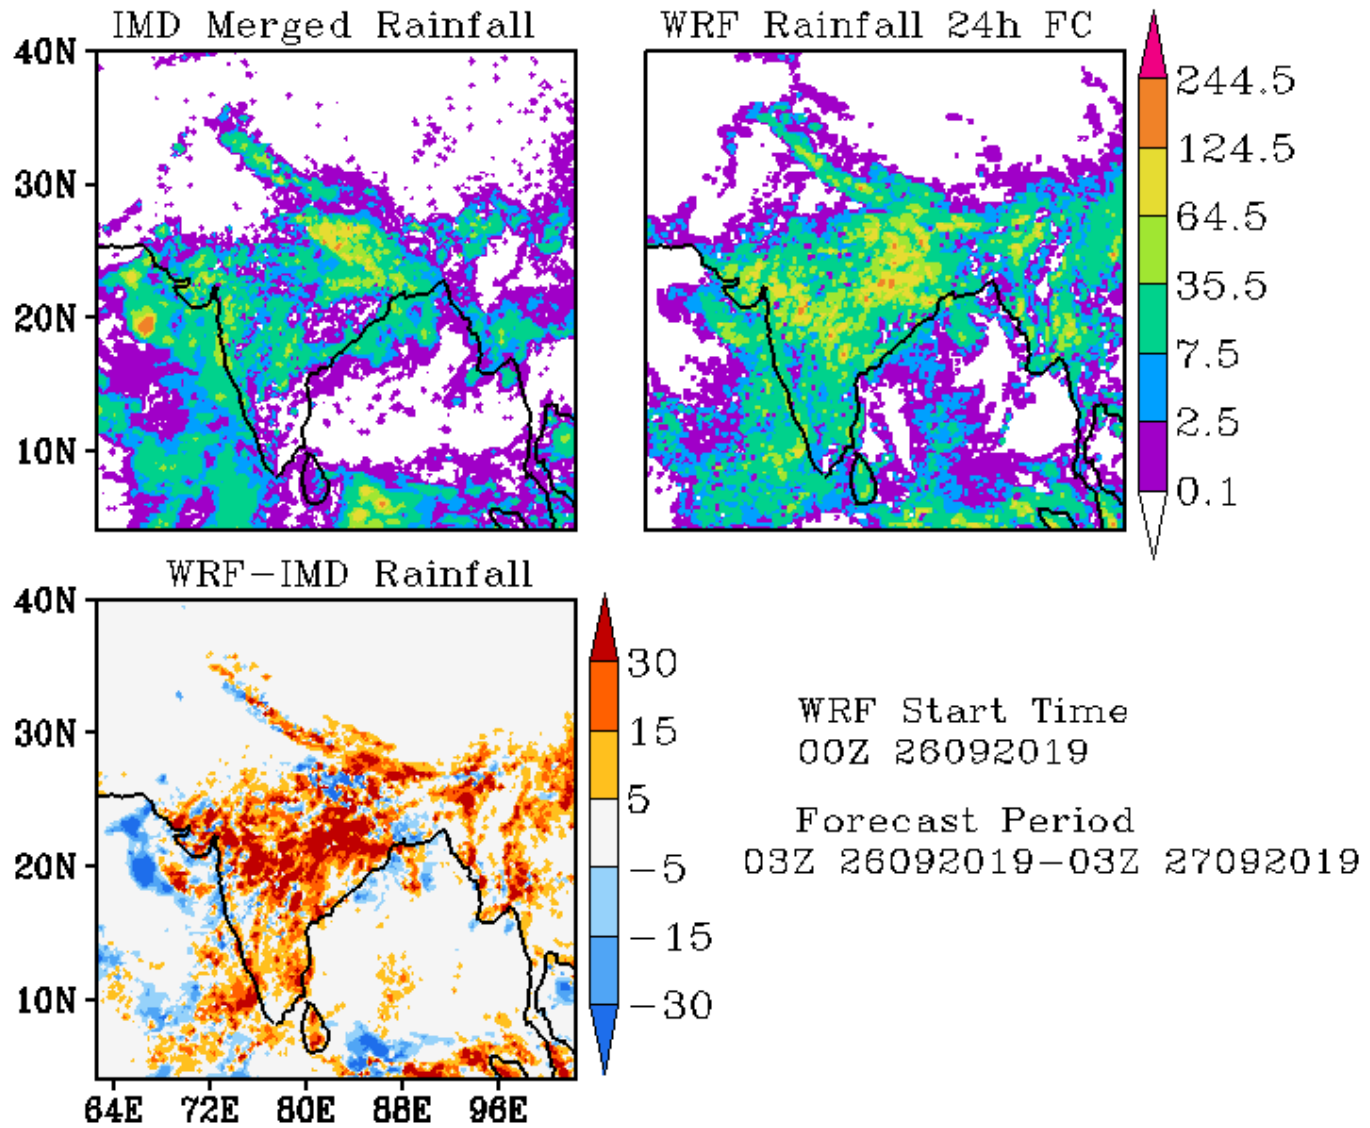 IMD Merged Rainfall
WRF Rainfall 24h FC
40N
30N
20N
10N
244.5
124.5
64.5
35.5
7.5
2.5
0.1
WRF-IMD Rainfall
40N
30N
20N
10N
64E 72E 80E 88E 96E
30
15
5
-5
-15
-30
WRF Start Time
00Z 26092019
Forecast Period
03Z 26092019-03Z 27092019